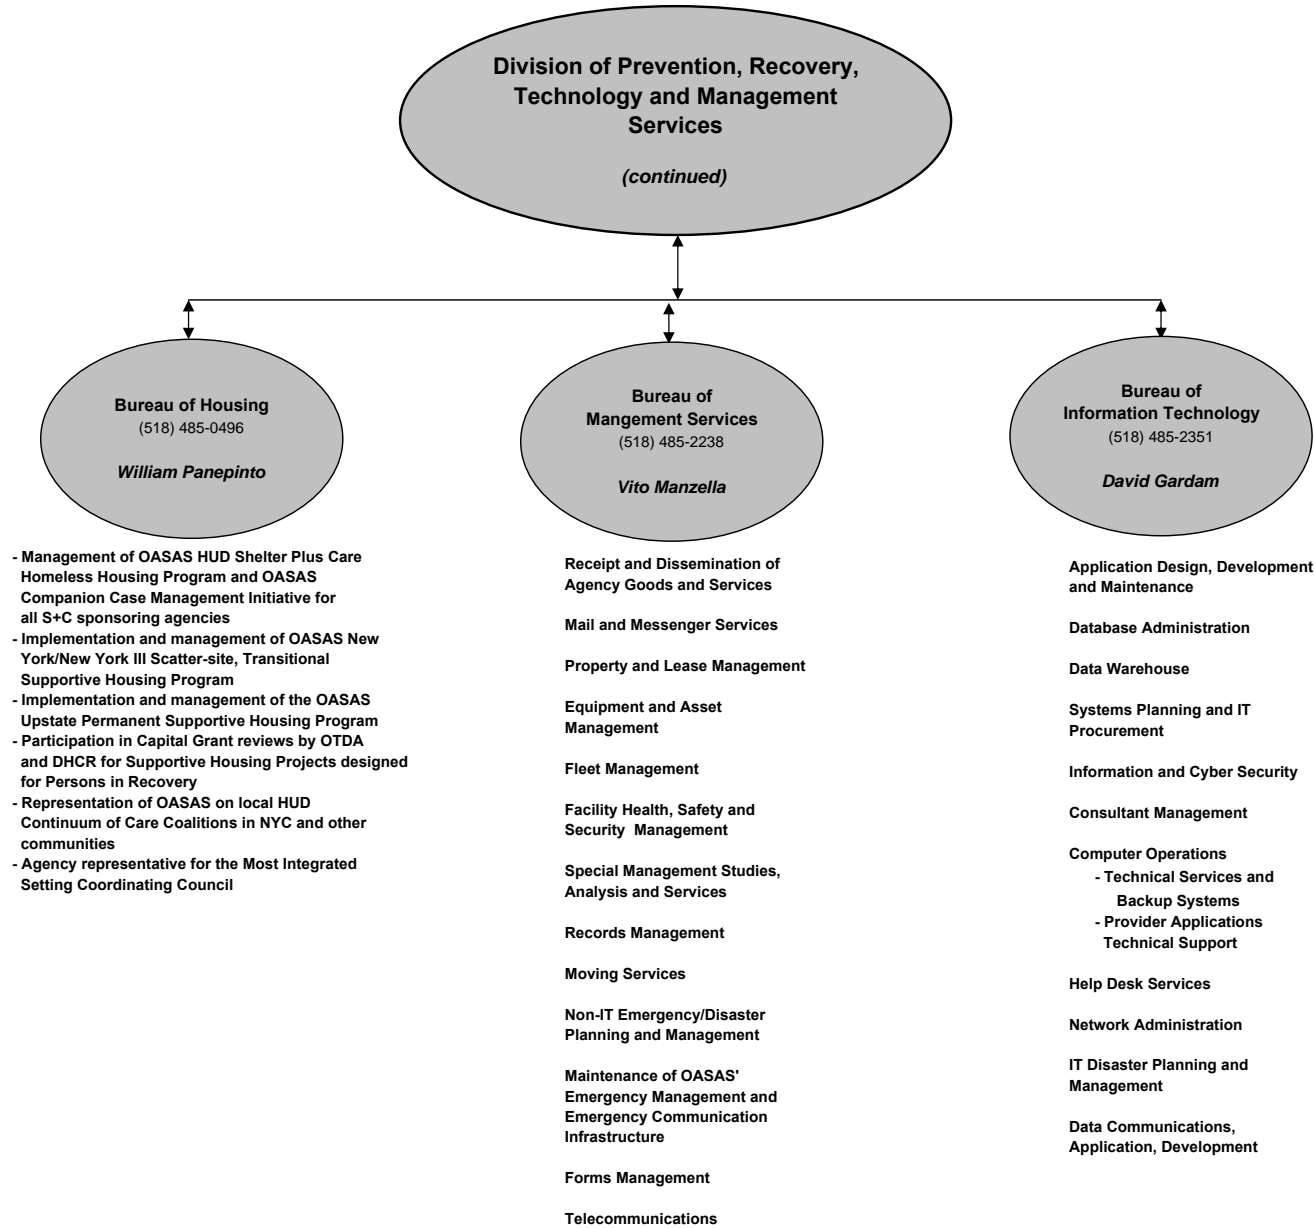 Division of Prevention, Recovery,
Technology and Management
Services
(continued)
Bureau of Housing
(518) 485-0496
William Panepinto
- Management of OASAS HUD Shelter Plus Care
Homeless Housing Program and OASAS
Companion Case Management Initiative for
all S+C sponsoring agencies
- Implementation and management of OASAS New
York/New York III Scatter-site, Transitional
Supportive Housing Program
- Implementation and management of the OASAS
Upstate Permanent Supportive Housing Program
- Participation in Capital Grant reviews by OTDA
and DHCR for Supportive Housing Projects designed
for Persons in Recovery
- Representation of OASAS on local HUD
Continuum of Care Coalitions in NYC and other
communities
- Agency representative for the Most Integrated
Setting Coordinating Council
Bureau of
Mangement Services
(518) 485-2238
Vito Manzella
Receipt and Dissemination of
Agency Goods and Services
Mail and Messenger Services
Property and Lease Management
Equipment and Asset
Management
Fleet Management
Facility Health, Safety and
Security Management
Special Management Studies,
Analysis and Services
Records Management
Moving Services
Non-IT Emergency/Disaster
Planning and Management
Maintenance of OASAS'
Emergency Management and
Emergency Communication
Infrastructure
Forms Management
Telecommunications
Bureau of
Information Technology
(518) 485-2351
David Gardam
Application Design, Development
and Maintenance
Database Administration
Data Warehouse
Systems Planning and IT
Procurement
Information and Cyber Security
Consultant Management
Computer Operations
- Technical Services and
Backup Systems
- Provider Applications
Technical Support
Help Desk Services
Network Administration
IT Disaster Planning and
Management
Data Communications,
Application, Development